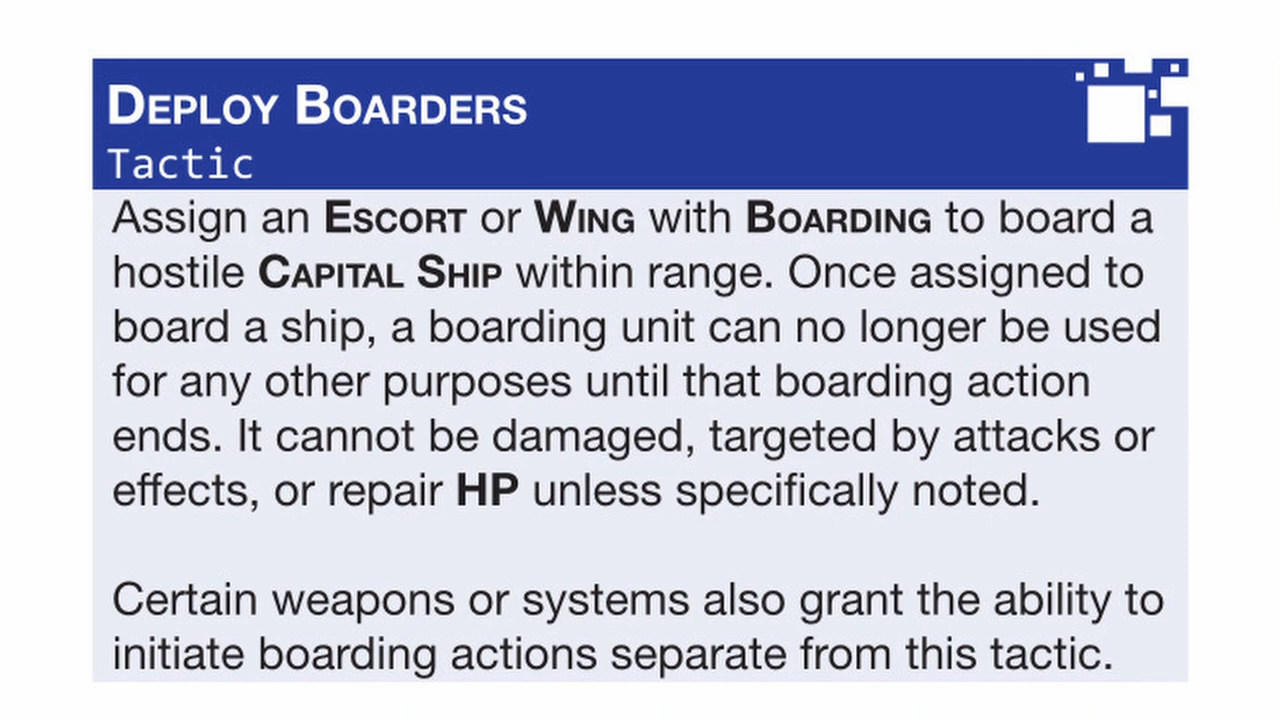 Deploy Boarders
Tactic
Assign an Escort or Wing with Boarding to board a
hostile Capital Ship within range. Once assigned to
board a ship, a boarding unit can no longer be used
for any other purposes until that boarding action
ends. It cannot be damaged, targeted by attacks or
effects, or repair HP unless specifically noted.
Certain weapons or systems also grant the ability to
initiate boarding actions separate from this tactic.